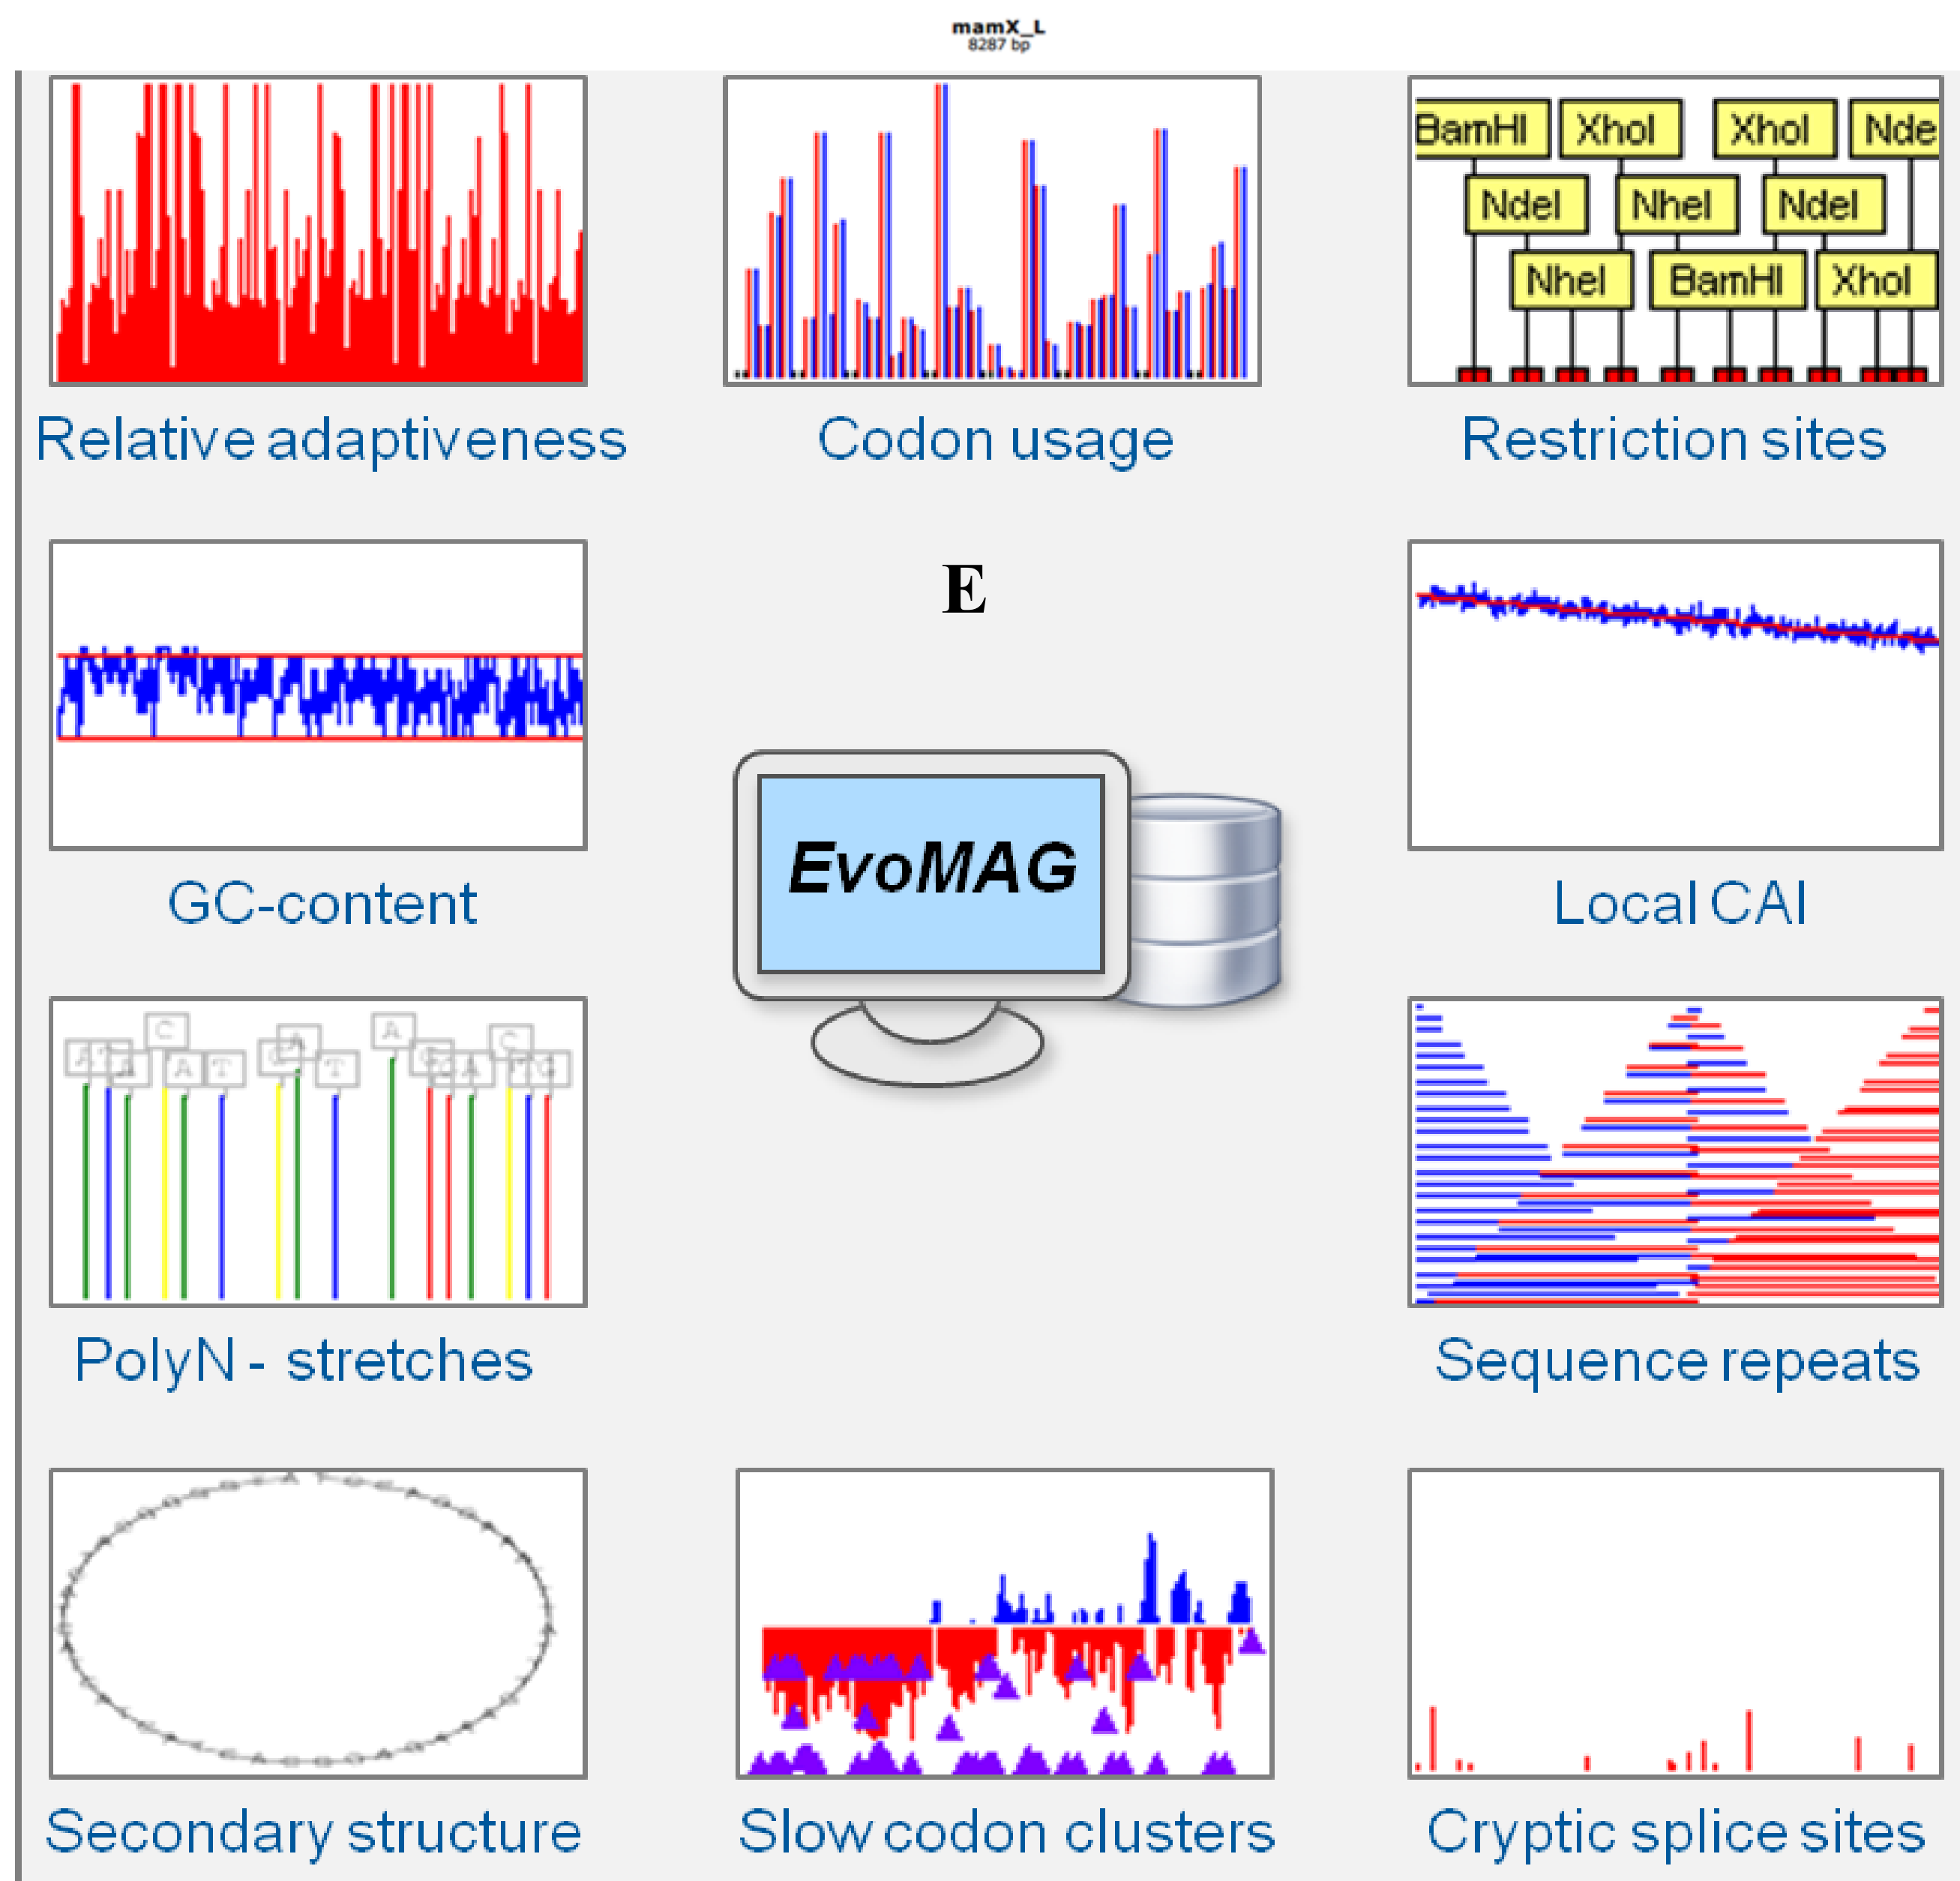 mamX_L
8287 bp
BamHI XhoI XhoI Nde
NdeI NheI NdeI
NheI BamHI XhoI
Relative adaptiveness
Codon usage
Restriction sites
E
GC-content
EvoMAG
Local CAI
C A A C
A T A A T G T G C A T G
PolyN - stretches
Sequence repeats
Secondary structure
Slow codon clusters
Cryptic splice sites